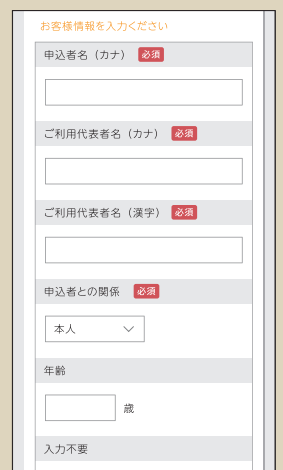 お客様情報を入力ください
申込者名（カナ） 必須
ご利用代表者名（カナ） 必須
ご利用代表者名（漢字） 必須
申込者との関係 必須
本人
年齢
歳
入力不要